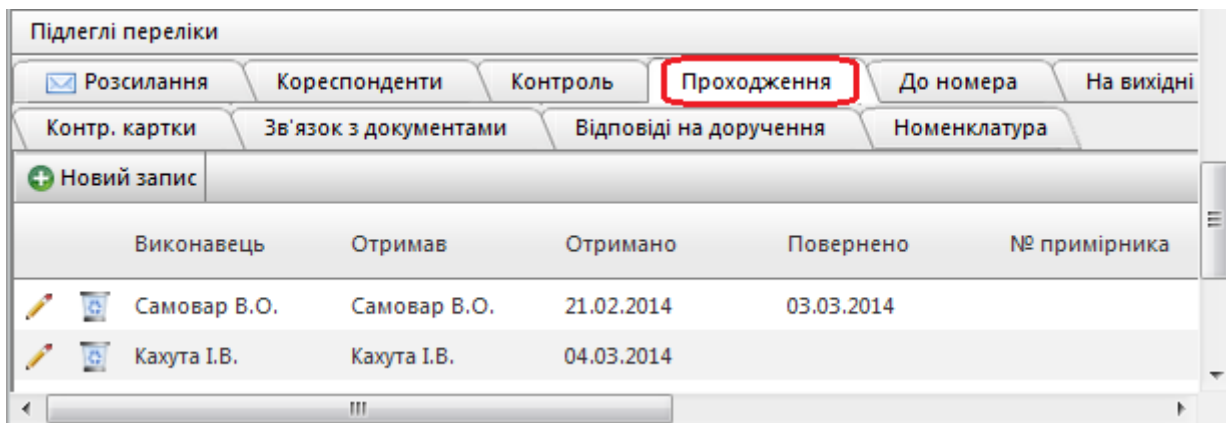 Підлеглі переліки
Розсилання Кореспонденти Контроль Проходження До номера На вихідні
Контр. картки Зв'язок з документами Відповіді на доручення Номенклатура
Новий запис
Виконавець Отримав Отримано Повернено № примірника
Самовар В.О. Самовар В.О. 21.02.2014 03.03.2014
Кахута І.В. Кахута І.В. 04.03.2014